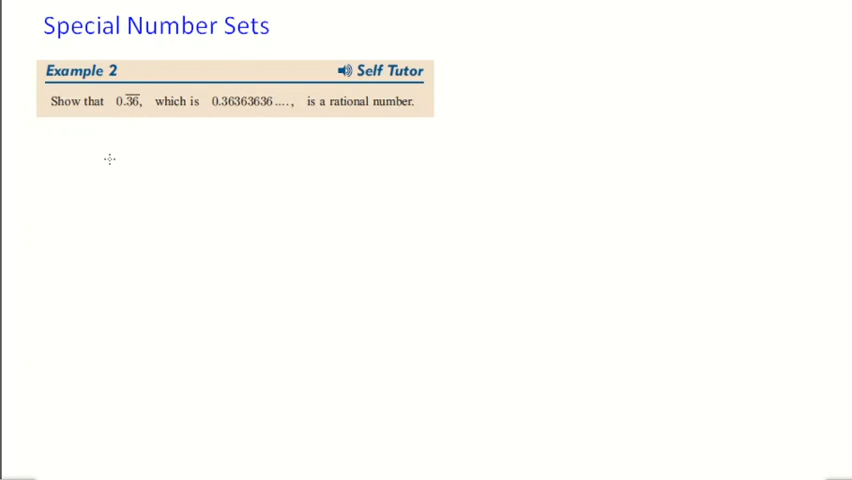 Special Number Sets
Example 2 Self Tutor
Show that 0.3̅6̅, which is 0.36363636...., is a rational number.